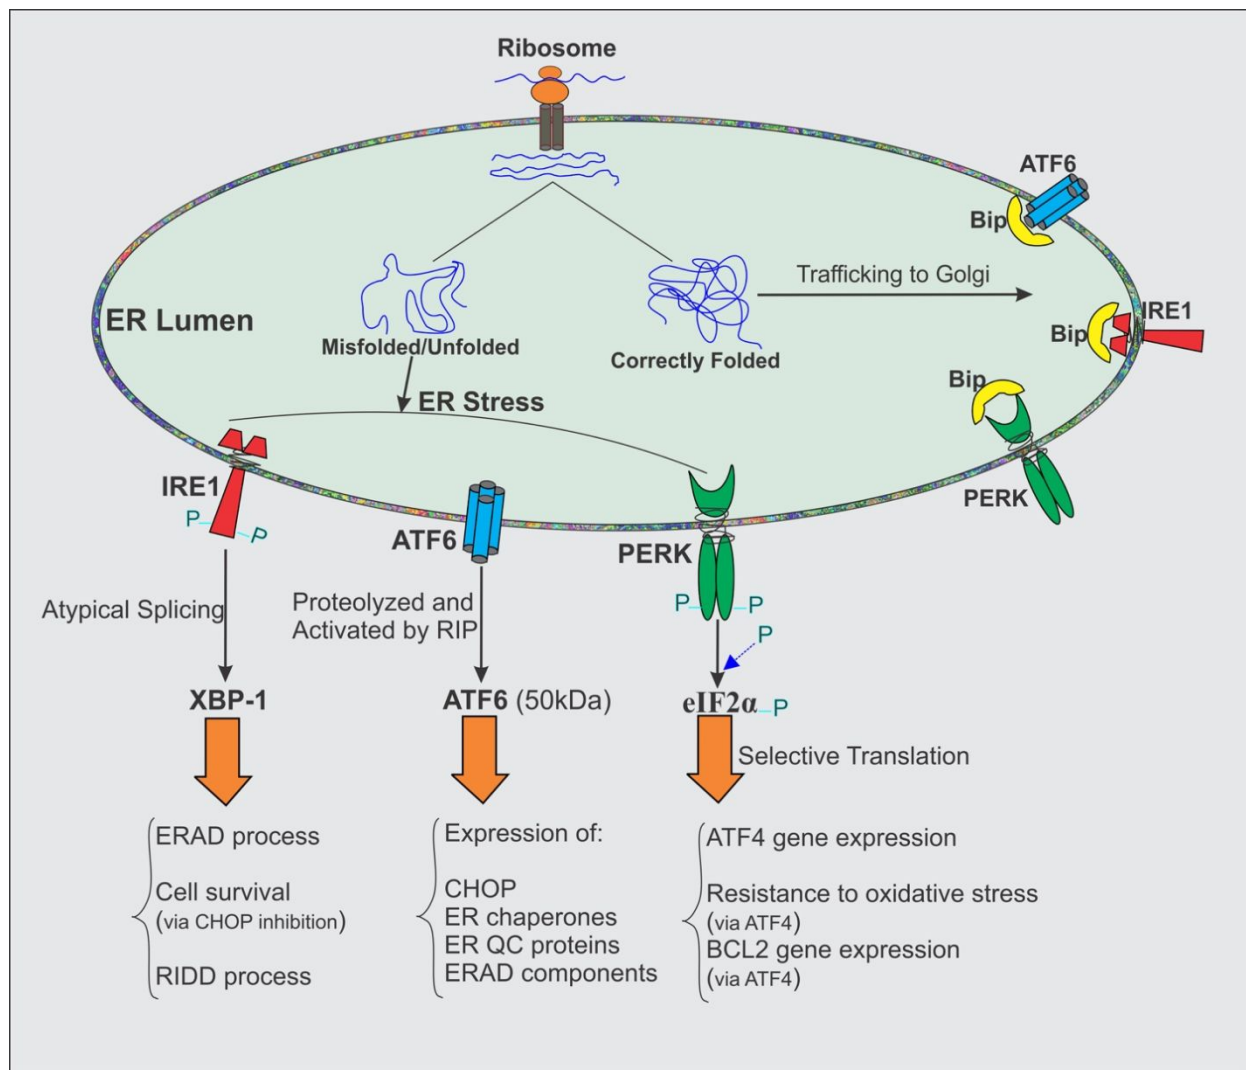 Ribosome
ATF6
Bip
Trafficking to Golgi
ER Lumen
IRE1
Bip
Misfolded/Unfolded
Correctly Folded
Bip
ER Stress
IRE1
PERK
P
P
ATF6
PERK
Atypical Splicing
Proteolyzed and
Activated by RIP
P
P
P
XBP-1
ATF6 (50kDa)
eIF2α
P
Selective Translation
ERAD process
Cell survival
(via CHOP inhibition)
RIDD process
Expression of:
CHOP
ER chaperones
ER QC proteins
ERAD components
ATF4 gene expression
Resistance to oxidative stress
(via ATF4)
BCL2 gene expression
(via ATF4)